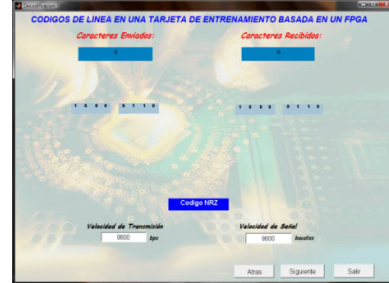 CODIGOS DE LINEA EN UNA TARJETA DE ENTRENAMIENTO BASADA EN UN FPGA
Caracteres Enviados: Caracteres Recibidos:
1 0 0 0 0 1 1 0 1 0 0 0 0 1 1 0
Codigo NRZ
Velocidad de Transmisión Velocidad de Señal
9600 bps 9600 baudios
Atras Siguiente Salir